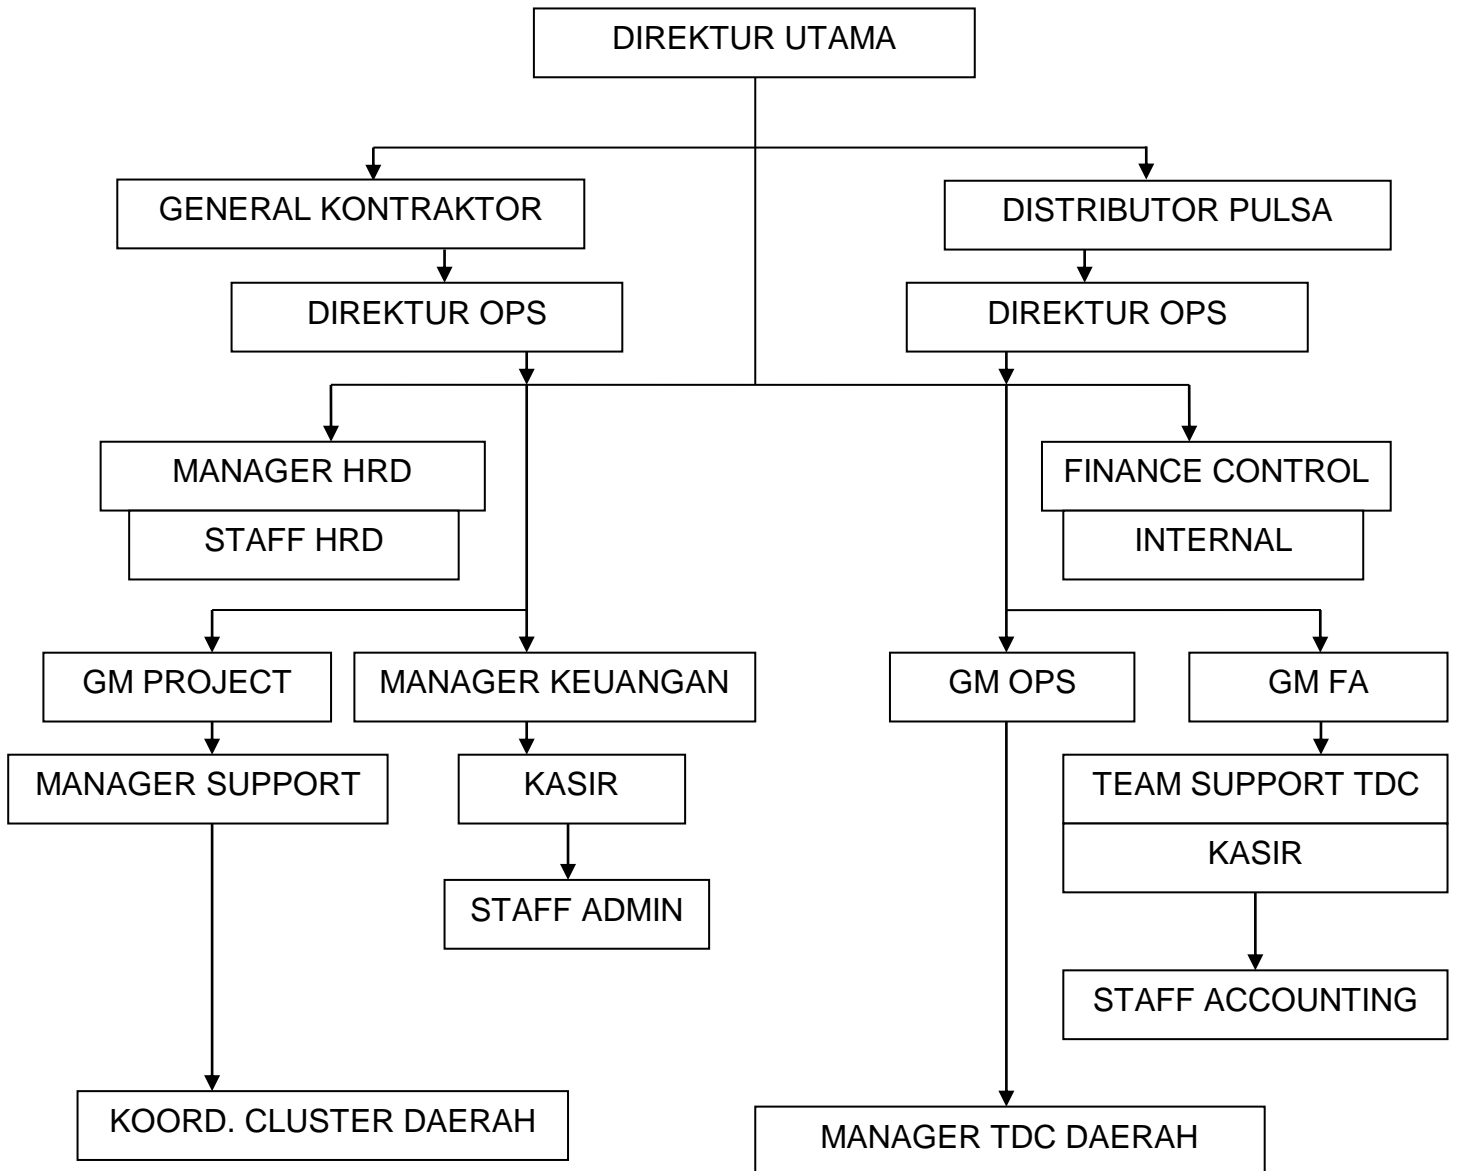 DIREKTUR UTAMA
GENERAL KONTRAKTOR
DISTRIBUTOR PULSA
DIREKTUR OPS
DIREKTUR OPS
MANAGER HRD
FINANCE CONTROL
STAFF HRD
INTERNAL
GM PROJECT
MANAGER KEUANGAN
GM OPS
GM FA
MANAGER SUPPORT
KASIR
TEAM SUPPORT TDC
KASIR
STAFF ADMIN
STAFF ACCOUNTING
KOORD. CLUSTER DAERAH
MANAGER TDC DAERAH